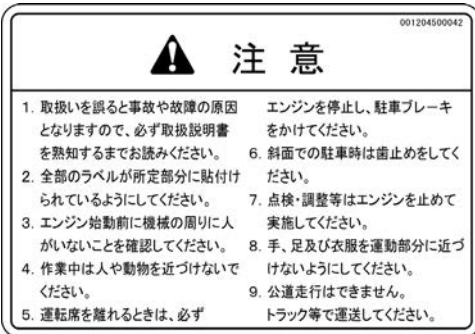 001204500042
注 意
1. 取扱いを誤ると事故や故障の原因
となりますので、必ず取扱説明書
を熟知するまでお読みください。
2. 全部のラベルが所定部分に貼付け
られているようにしてください。
3. エンジン始動前に機械の周りに人
がいないことを確認してください。
4. 作業中は人や動物を近づけないで
ください。
5. 運転席を離れるときは、必ず
エンジンを停止し、駐車ブレーキ
をかけてください。
6. 斜面での駐車時は歯止めをしてく
ださい。
7. 点検・調整等はエンジンを止めて
実施してください。
8. 手、足及び衣服を運動部分に近づ
けないようにしてください。
9. 公道走行はできません。
トラック等で運送してください。